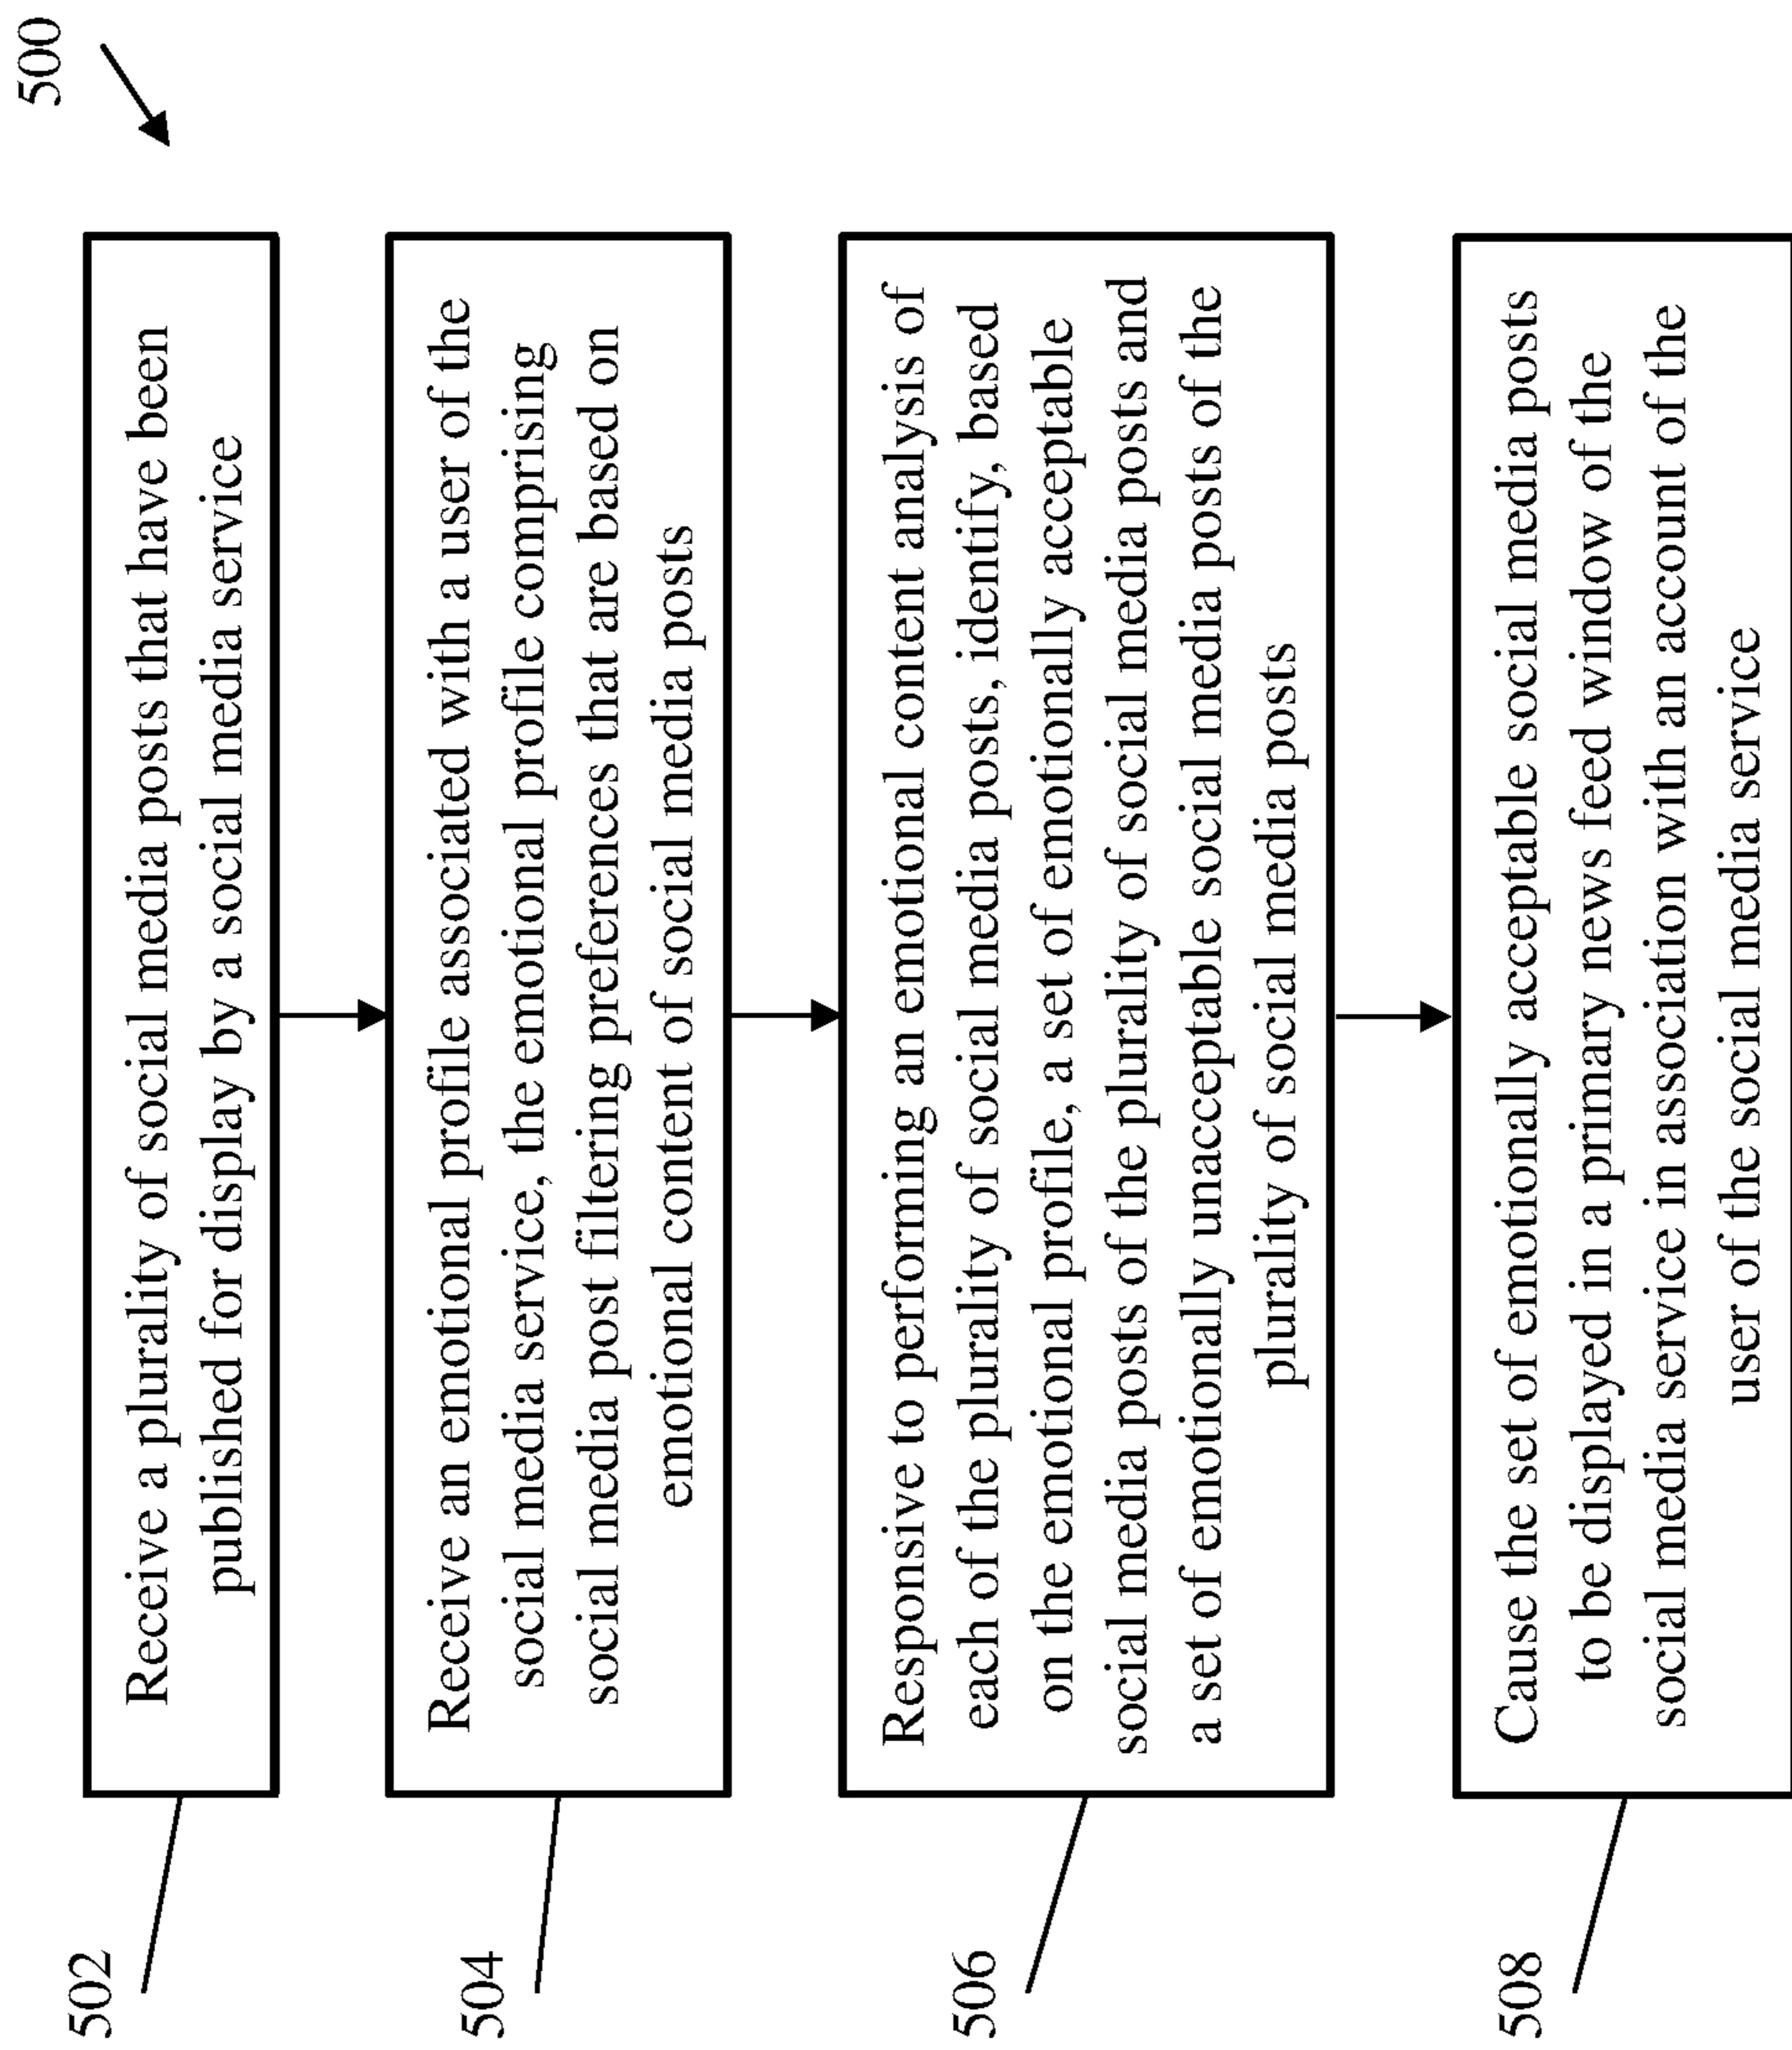 500
502
Receive a plurality of social media posts that have been
published for display by a social media service
504
Receive an emotional profile associated with a user of the
social media service, the emotional profile comprising
social media post filtering preferences that are based on
emotional content of social media posts
506
Responsive to performing an emotional content analysis of
each of the plurality of social media posts, identify, based
on the emotional profile, a set of emotionally acceptable
social media posts of the plurality of social media posts and
a set of emotionally unacceptable social media posts of the
plurality of social media posts
508
Cause the set of emotionally acceptable social media posts
to be displayed in a primary news feed window of the
social media service in association with an account of the
user of the social media service